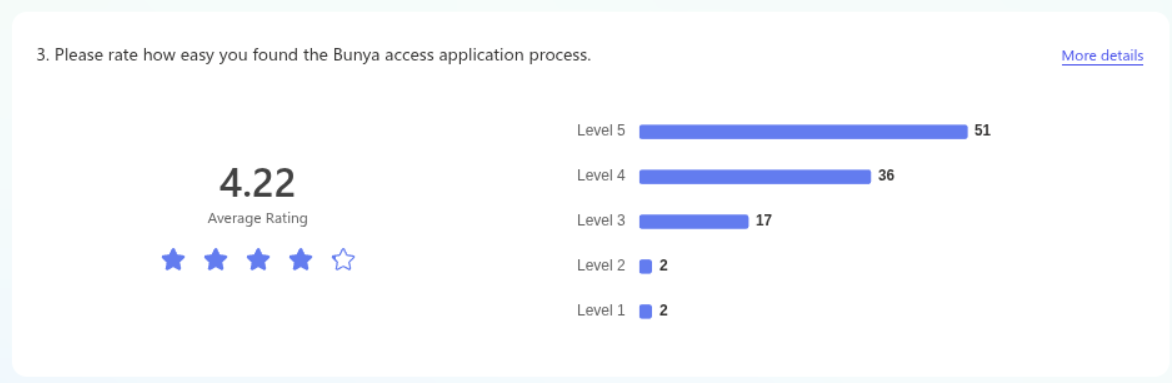 3. Please rate how easy you found the Bunya access application process.
More details
4.22
Average Rating
Level 5 51
Level 4 36
Level 3 17
Level 2 2
Level 1 2